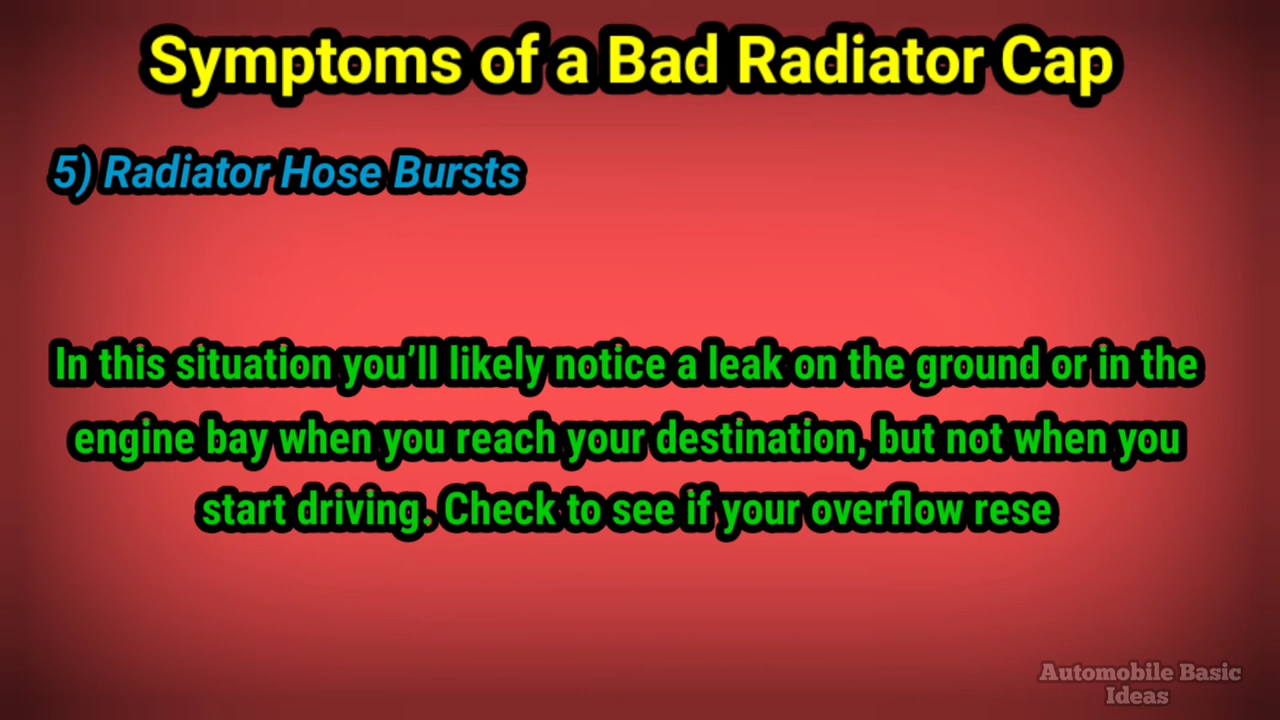 Symptoms of a Bad Radiator Cap
5) Radiator Hose Bursts
In this situation you’ll likely notice a leak on the ground or in the
engine bay when you reach your destination, but not when you
start driving. Check to see if your overflow rese
Automobile Basic
Ideas